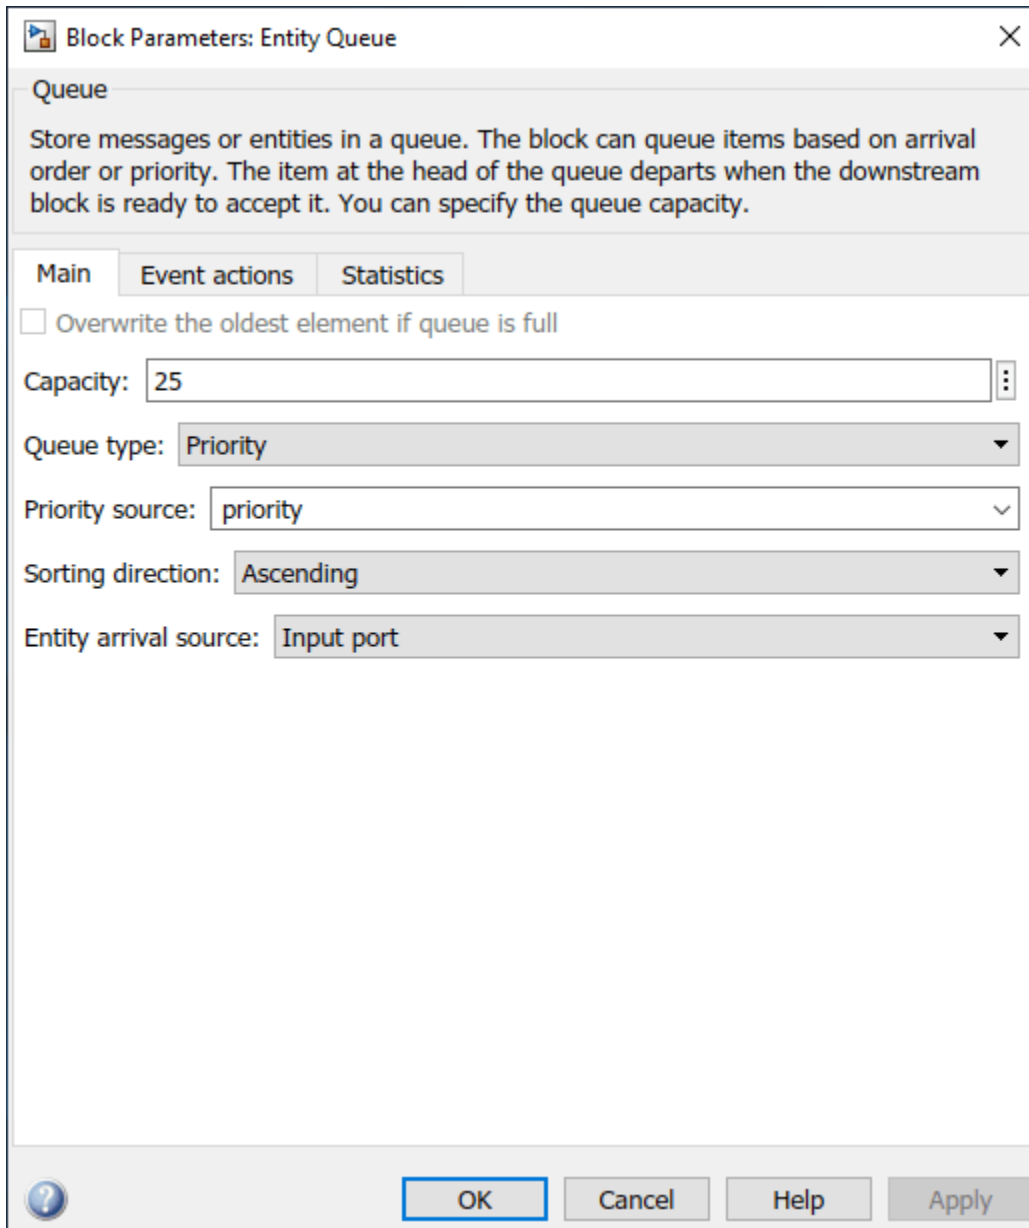 Block Parameters: Entity Queue
Queue
Store messages or entities in a queue. The block can queue items based on arrival
order or priority. The item at the head of the queue departs when the downstream
block is ready to accept it. You can specify the queue capacity.
Main Event actions Statistics
Overwrite the oldest element if queue is full
Capacity: 25
Queue type: Priority
Priority source: priority
Sorting direction: Ascending
Entity arrival source: Input port
? OK Cancel Help Apply